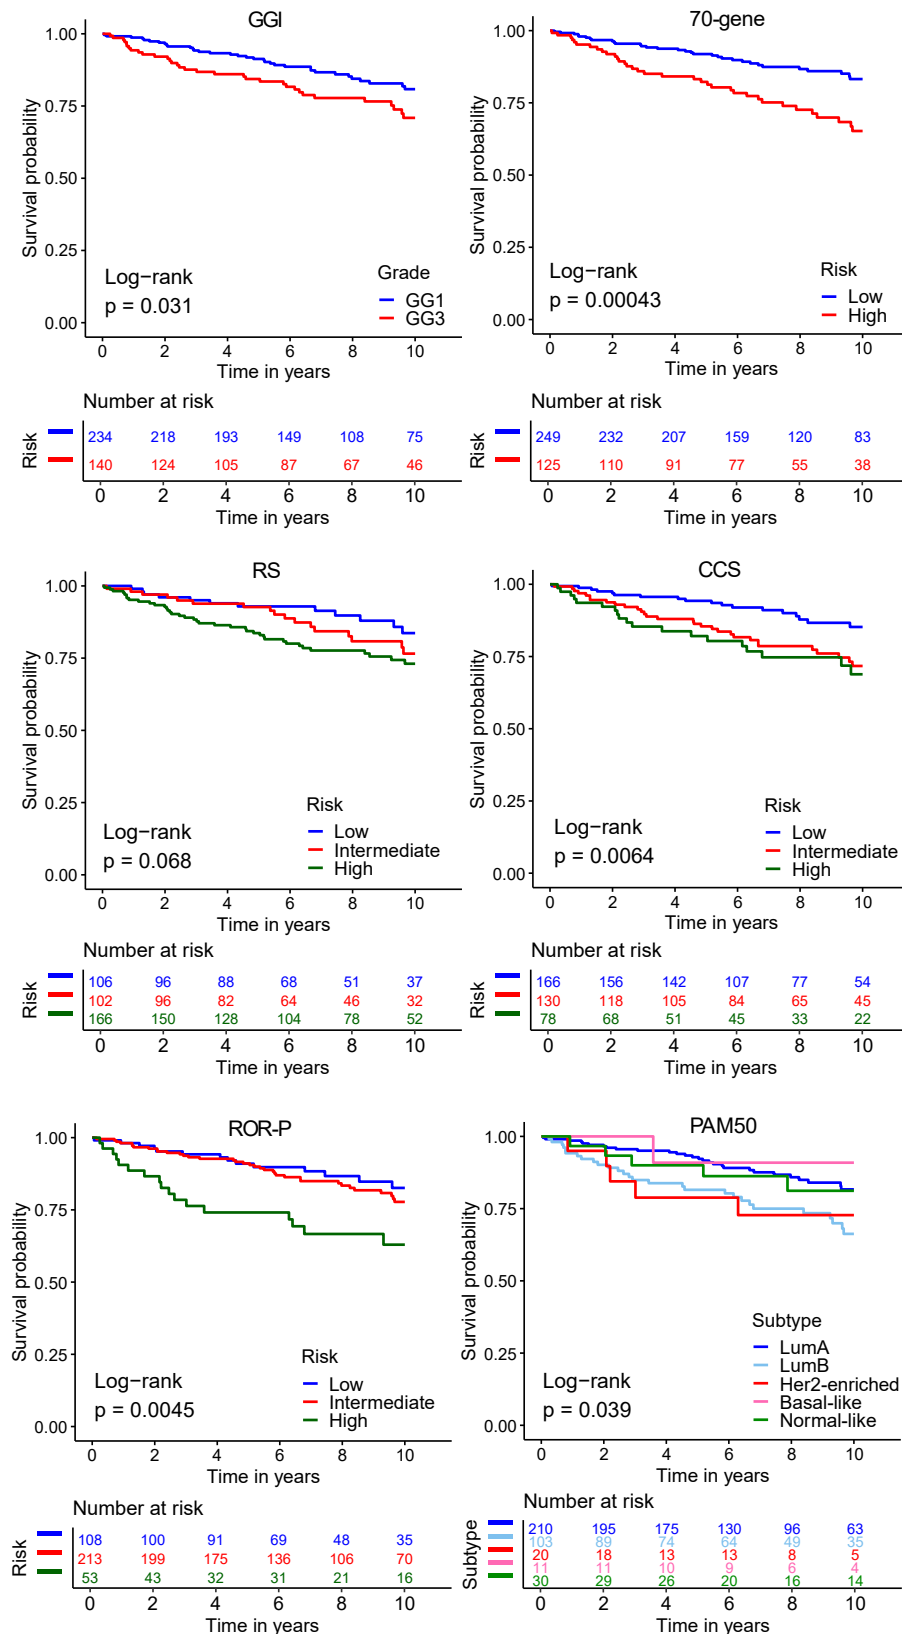 GGI
1.00
0.75
0.50
0.25
0.00
Survival probability
Log−rank
p = 0.031
Grade
GG1
GG3
0 2 4 6 8 10
Time in years
Number at risk
Risk
234 218 193 149 108 75
140 124 105 87 67 46
0 2 4 6 8 10
Time in years
70-gene
1.00
0.75
0.50
0.25
0.00
Survival probability
Log−rank
p = 0.00043
Risk
Low
High
0 2 4 6 8 10
Time in years
Number at risk
Risk
249 232 207 159 120 83
125 110 91 77 55 38
0 2 4 6 8 10
Time in years
RS
1.00
0.75
0.50
0.25
0.00
Survival probability
Log−rank
p = 0.068
Risk
Low
Intermediate
High
0 2 4 6 8 10
Time in years
Number at risk
Risk
106 96 88 68 51 37
102 96 82 64 46 32
166 150 128 104 78 52
0 2 4 6 8 10
Time in years
CCS
1.00
0.75
0.50
0.25
0.00
Survival probability
Log−rank
p = 0.0064
Risk
Low
Intermediate
High
0 2 4 6 8 10
Time in years
Number at risk
Risk
166 156 142 107 77 54
130 118 105 84 65 45
78 68 51 45 33 22
0 2 4 6 8 10
Time in years
ROR-P
1.00
0.75
0.50
0.25
0.00
Survival probability
Log−rank
p = 0.0045
Risk
Low
Intermediate
High
0 2 4 6 8 10
Time in years
Number at risk
Risk
108 100 91 69 48 35
213 199 175 136 106 70
53 43 32 31 21 16
0 2 4 6 8 10
Time in years
PAM50
1.00
0.75
0.50
0.25
0.00
Survival probability
Log−rank
p = 0.039
Subtype
LumA
LumB
Her2-enriched
Basal-like
Normal-like
0 2 4 6 8 10
Time in years
Number at risk
Subtype
210 195 175 130 96 63
103 89 74 64 49 35
20 18 13 13 8 5
11 11 10 9 6 4
30 29 26 20 16 14
0 2 4 6 8 10
Time in years